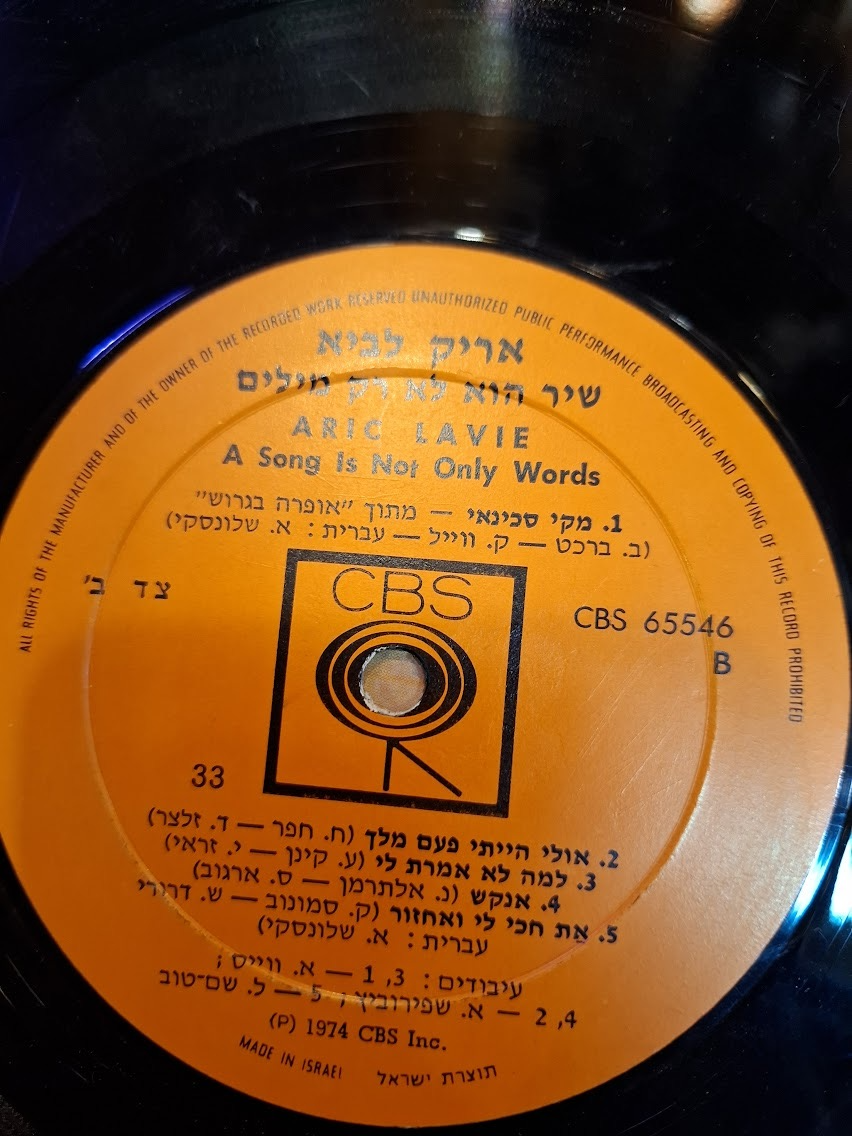 ALL RIGHTS OF THE MANUFACTURER AND OF THE OWNER OF THE RECORDED WORK RESERVED UNAUTHORIZED PUBLIC PERFORMANCE BROADCASTING AND COPYING OF THIS RECORD PROHIBITED
אריק לביא
שיר הוא לא רק מילים
ARIC LAVIE
A Song Is Not Only Words
1. מקי סכינאי — מתוך "אופרה בגרוש"
(ב. ברכט — ק. ווייל — עברית : א. שלונסקי)
צד ב'
CBS
CBS 65546
B
33
2. אולי הייתי פעם מלך (ח. חפר — ד. זלצר)
3. למה לא אמרת לי (ע. קינן — י. זראי)
4. אנקש (נ. אלתרמן — ס. ארגוב)
5. את חכי לי ואחזור (ק. סמונוב — ש. דרורי
עברית : א. שלונסקי)
עיבודים : 3, 1 — א. ווייס ;
2, 4 — א. שפירוביץ ; 5 — ל. שם־טוב
(P) 1974 CBS Inc.
MADE IN ISRAEL תוצרת ישראל